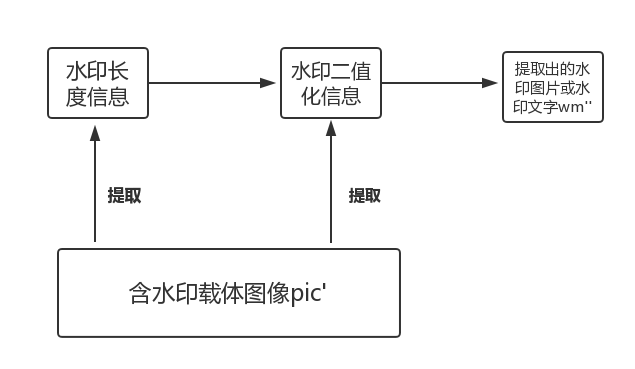 水印长
度信息
水印二值
化信息
提取出的水
印图片或水
印文字wm''
提取
提取
含水印载体图像pic'